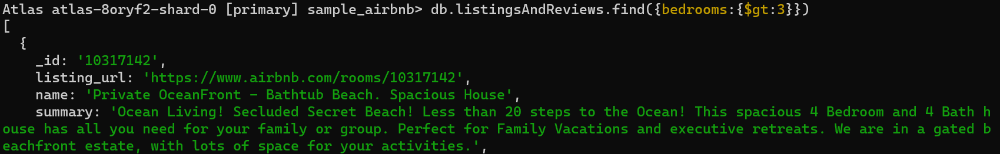 Atlas atlas-8oryf2-shard-0 [primary] sample_airbnb> db.listingsAndReviews.find({bedrooms:{$gt:3}})
[
  {
    _id: '10317142',
    listing_url: 'https://www.airbnb.com/rooms/10317142',
    name: 'Private OceanFront - Bathtub Beach. Spacious House',
    summary: 'Ocean Living! Secluded Secret Beach! Less than 20 steps to the Ocean! This spacious 4 Bedroom and 4 Bath h
ouse has all you need for your family or group. Perfect for Family Vacations and executive retreats. We are in a gated b
eachfront estate, with lots of space for your activities.',